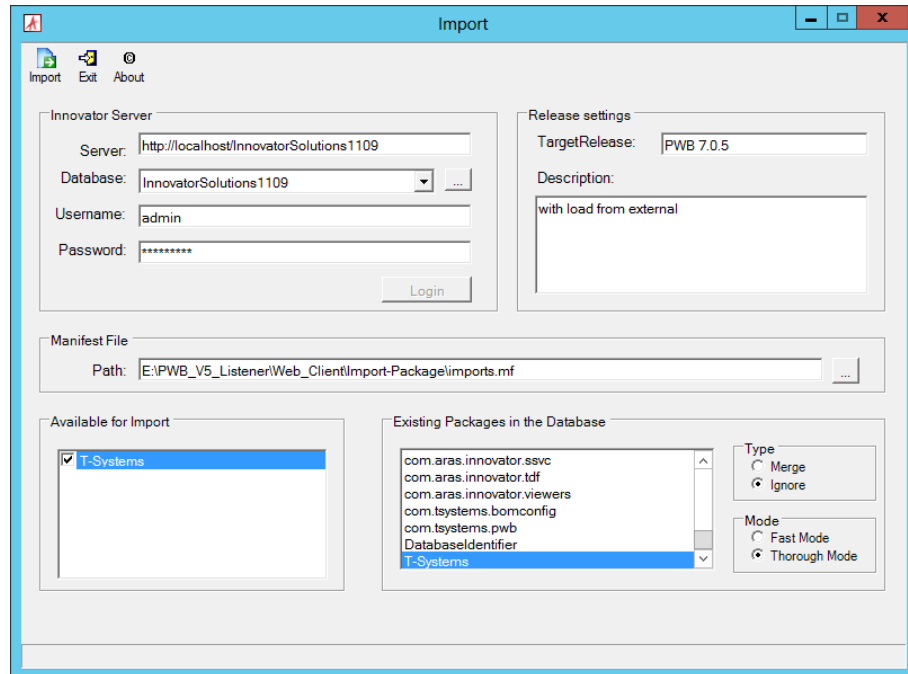 Import
Import Exit About
Innovator Server
Server: http://localhost/InnovatorSolutions1109
Database: InnovatorSolutions1109 ...
Username: admin
Password: *********
Login
Release settings
TargetRelease: PWB 7.0.5
Description:
with load from external
Manifest File
Path: E:\PWB_V5_Listener\Web_Client\Import-Package\imports.mf ...
Available for Import
T-Systems
Existing Packages in the Database
com.aras.innovator.ssvc
com.aras.innovator.tdf
com.aras.innovator.viewers
com.tsystems.bomconfig
com.tsystems.pwb
DatabaseIdentifier
T-Systems
Type
Merge
Ignore
Mode
Fast Mode
Thorough Mode